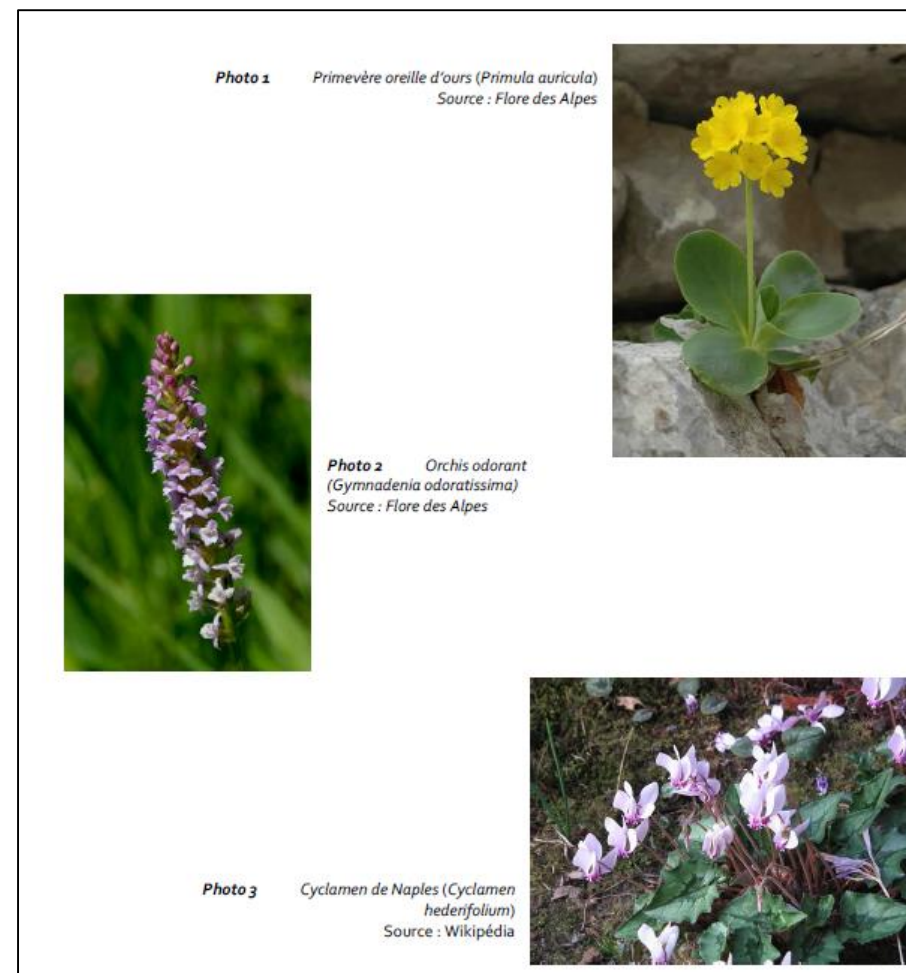 Photo 1 Primevère oreille d'ours (Primula auricula)
Source : Flore des Alpes
Photo 2 Orchis odorant
(Gymnadenia odoratissima)
Source : Flore des Alpes
Photo 3 Cyclamen de Naples (Cyclamen
hederifolium)
Source : Wikipédia